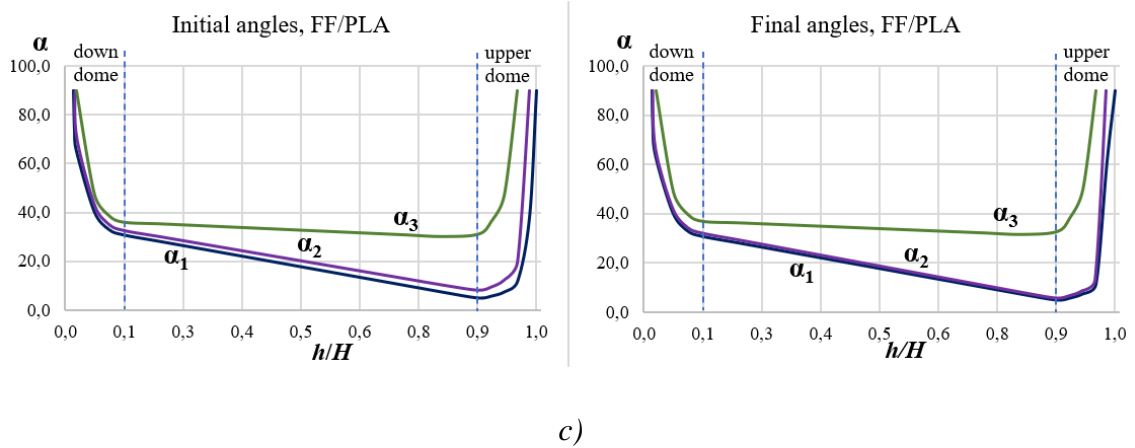 Initial angles, FF/PLA
α
down
dome
upper
dome
100,0
80,0
60,0
40,0
20,0
0,0
α3
α2
α1
0,0 0,1 0,3 0,4 0,5 0,6 0,8 0,9 1,0
h/H
Final angles, FF/PLA
α
down
dome
upper
dome
100,0
80,0
60,0
40,0
20,0
0,0
α3
α2
α1
0,0 0,1 0,3 0,4 0,5 0,6 0,8 0,9 1,0
h/H
c)